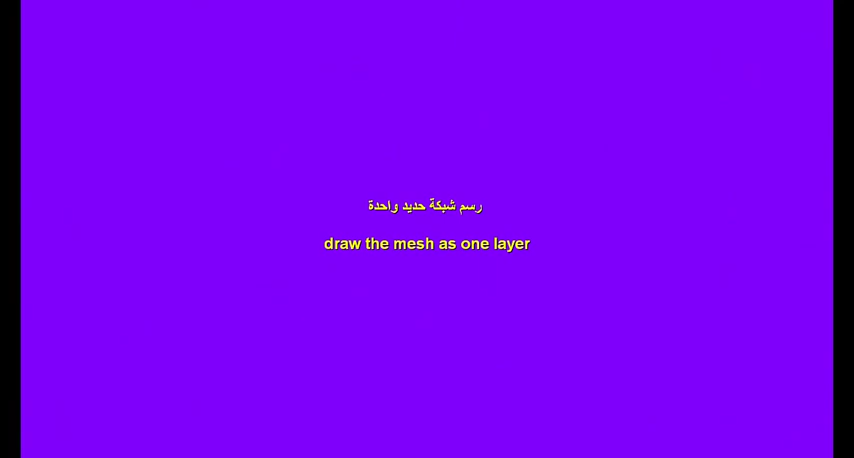 رسم شبكة حديد واحدة
draw the mesh as one layer